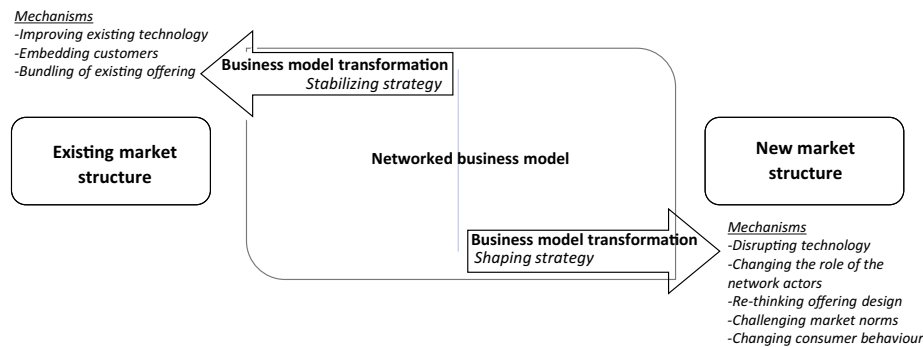 Mechanisms
-Improving existing technology
-Embedding customers
-Bundling of existing offering
Business model transformation
Stabilizing strategy
Existing market
structure
Networked business model
New market
structure
Business model transformation
Shaping strategy
Mechanisms
-Disrupting technology
-Changing the role of the
network actors
-Re-thinking offering design
-Challenging market norms
-Changing consumer behaviour